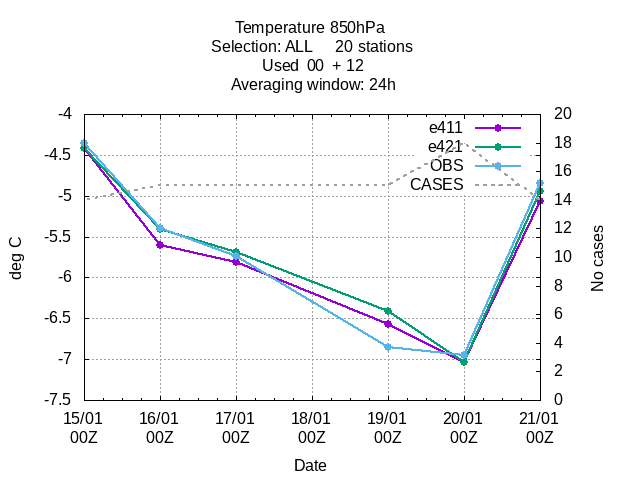 Temperature 850hPa
Selection: ALL 20 stations
Used 00 + 12
Averaging window: 24h
-4
-4.5
-5
-5.5
-6
-6.5
-7
-7.5
deg C
e411
e421
OBS
CASES
20
18
16
14
12
10
8
6
4
2
0
No cases
15/01 16/01 17/01 18/01 19/01 20/01 21/01
00Z 00Z 00Z 00Z 00Z 00Z 00Z
Date